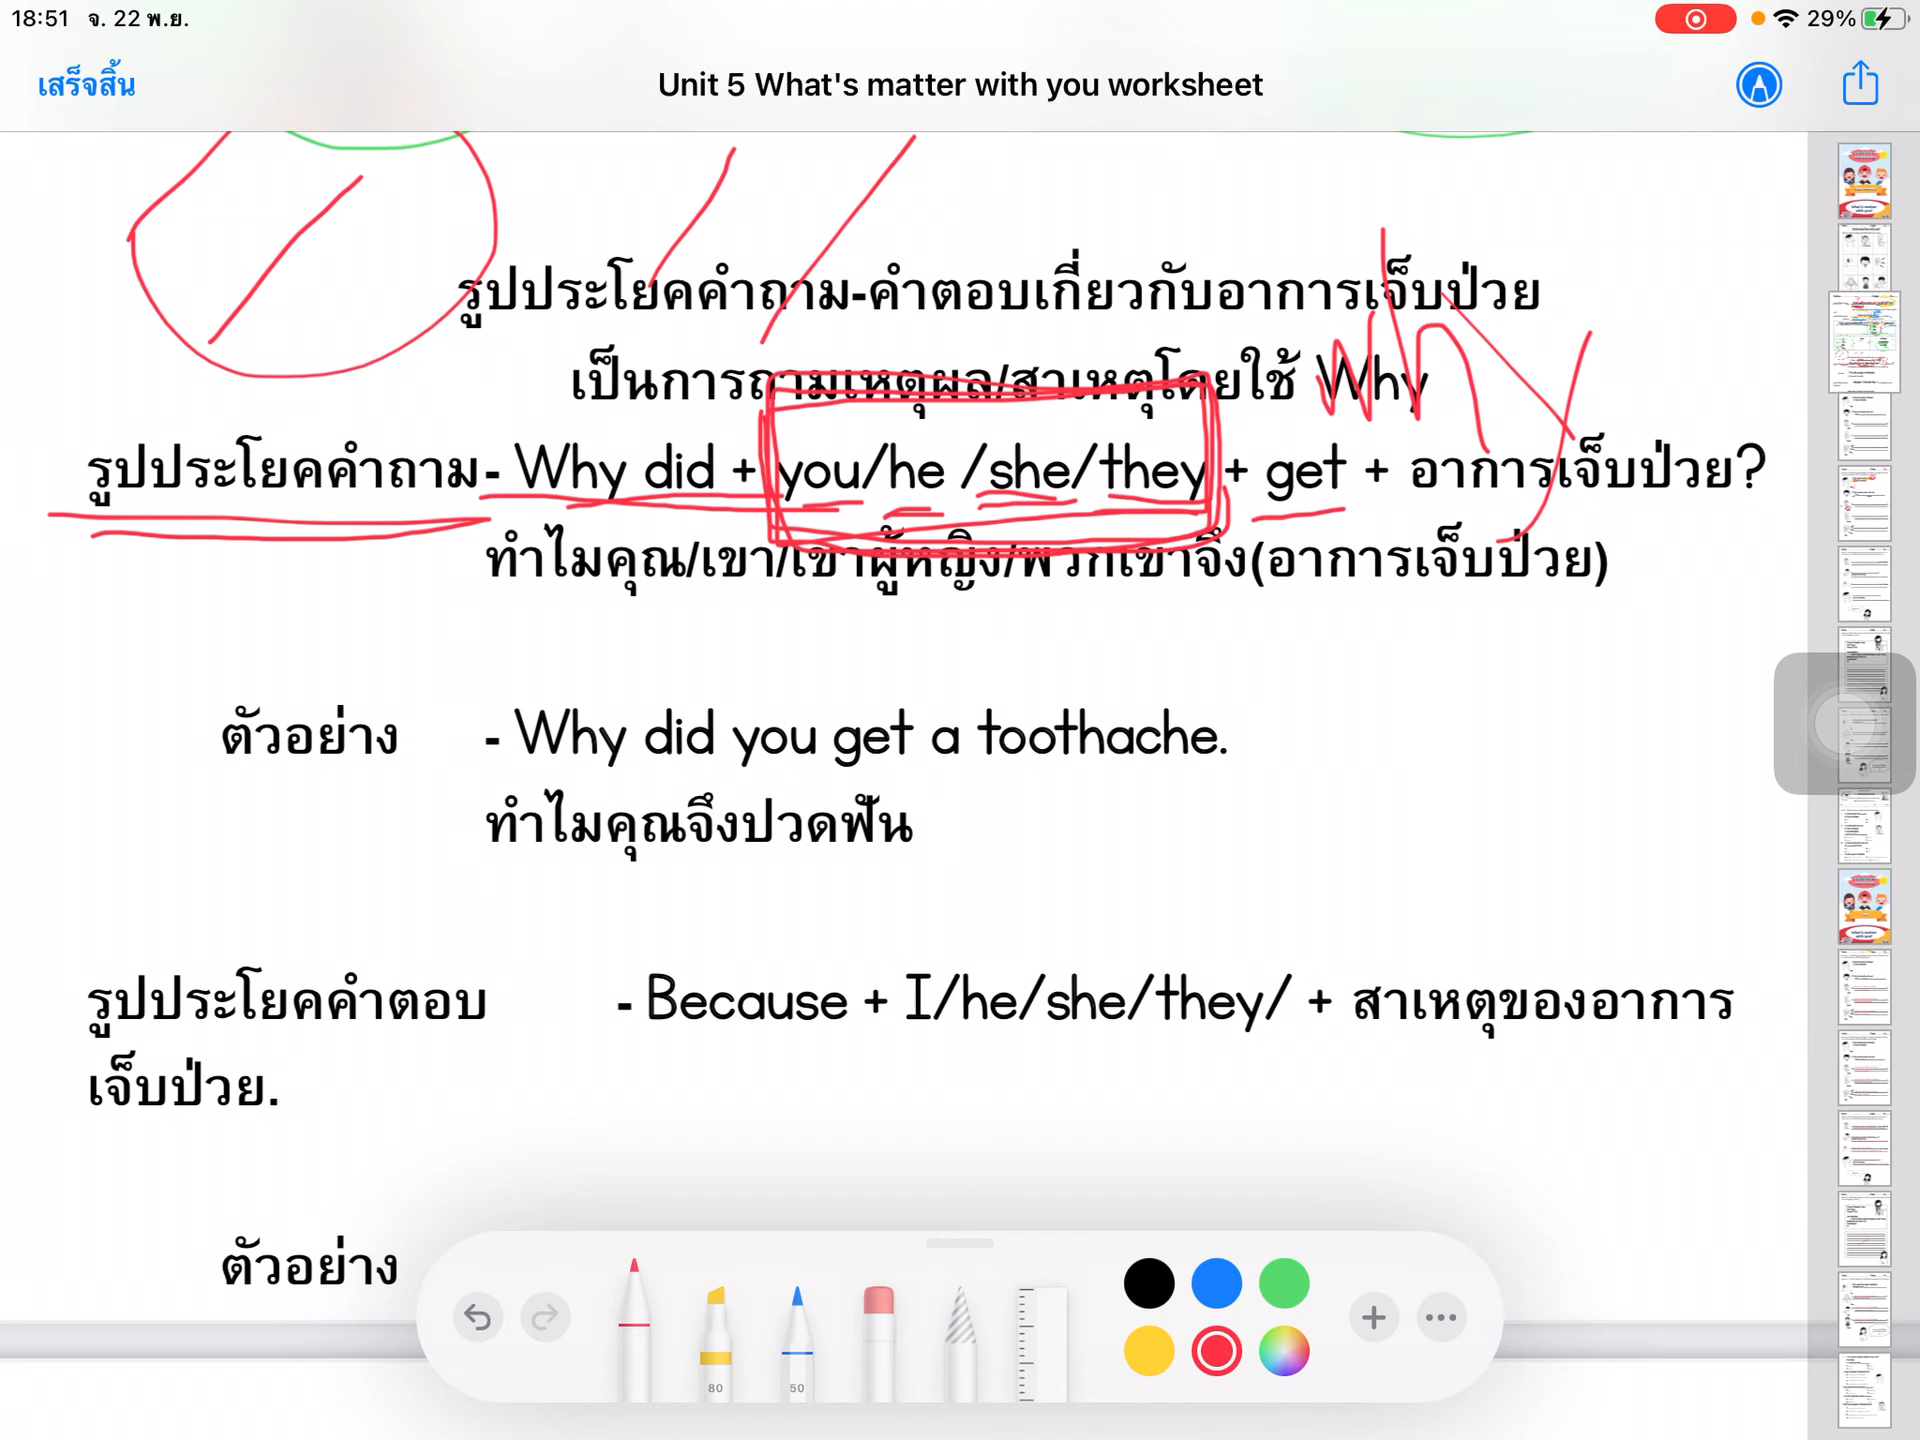 18:51 จ. 22 พ.ย.
29%
เสร็จสิ้น
Unit 5 What's matter with you worksheet
รูปประโยคคำถาม-คำตอบเกี่ยวกับอาการเจ็บป่วย
เป็นการถามเหตุผล/สาเหตุโดยใช้ Why
why
รูปประโยคคำถาม- Why did + you/he /she/they + get + อาการเจ็บป่วย?
ทำไมคุณ/เขา/เขาผู้หญิง/พวกเขาจึง(อาการเจ็บป่วย)
ตัวอย่าง - Why did you get a toothache.
ทำไมคุณจึงปวดฟัน
รูปประโยคคำตอบ - Because + I/he/she/they/ + สาเหตุของอาการ
เจ็บป่วย.
ตัวอย่าง
80
50